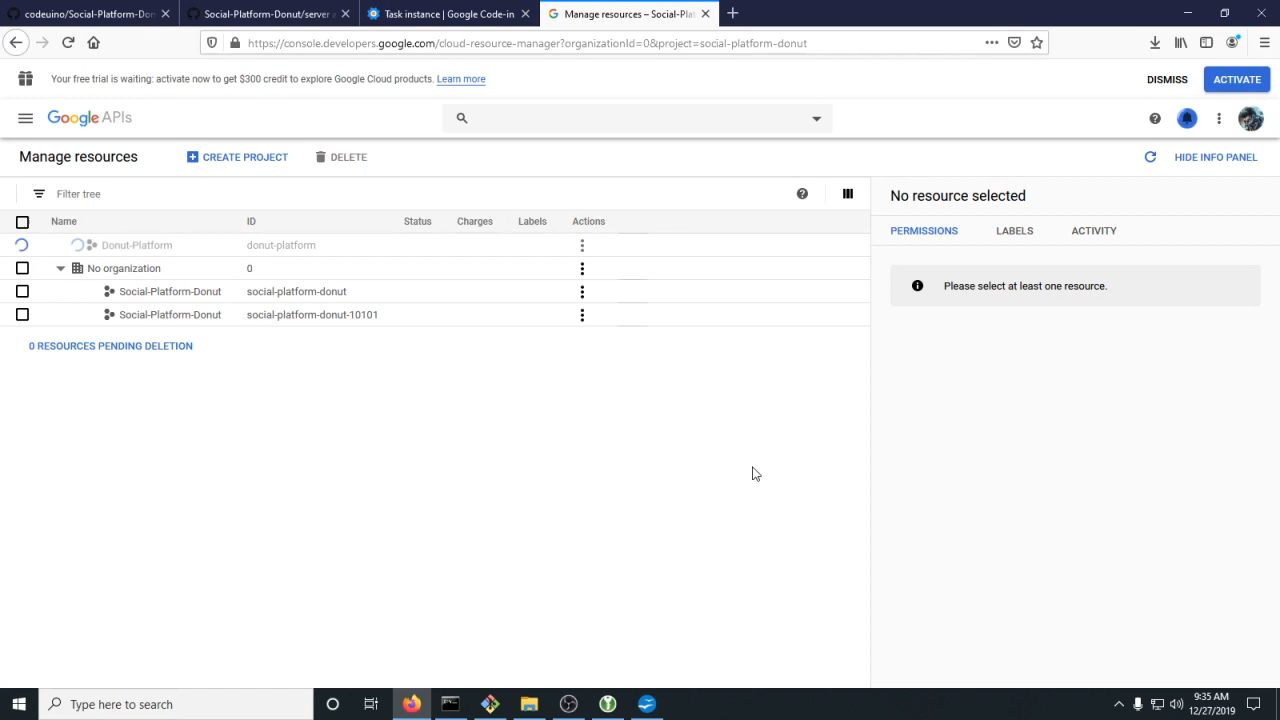 codeuino/Social-Platform-Don
Social-Platform-Donut/server a
Task instance | Google Code-in
Manage resources – Social-Plat
https://console.developers.google.com/cloud-resource-manager?organizationId=0&project=social-platform-donut
Your free trial is waiting: activate now to get $300 credit to explore Google Cloud products. Learn more
DISMISS
ACTIVATE
Google APIs
Manage resources
CREATE PROJECT
DELETE
HIDE INFO PANEL
Filter tree
No resource selected
Name ID Status Charges Labels Actions
PERMISSIONS LABELS ACTIVITY
Donut-Platform donut-platform
No organization 0
Please select at least one resource.
Social-Platform-Donut social-platform-donut
Social-Platform-Donut social-platform-donut-10101
0 RESOURCES PENDING DELETION
Type here to search
9:35 AM
12/27/2019